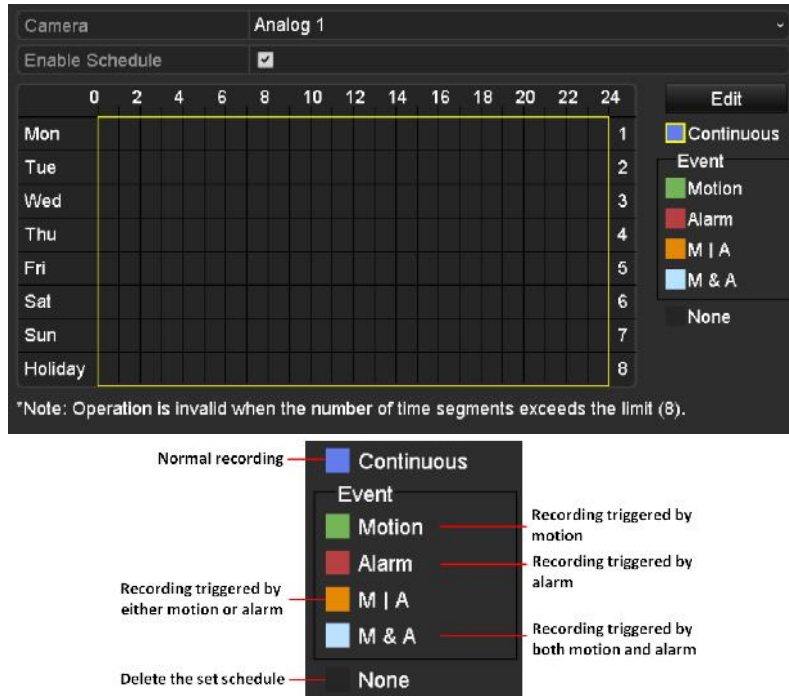 Camera Analog 1
Enable Schedule
0 2 4 6 8 10 12 14 16 18 20 22 24
Edit
Mon 1
Continuous
Tue 2
Event
Motion
Wed 3
Alarm
Thu 4
M | A
Fri 5
M & A
Sat 6
None
Sun 7
Holiday 8
*Note: Operation is invalid when the number of time segments exceeds the limit (8).
Normal recording
Continuous
Event
Motion
Recording triggered by
motion
Alarm
Recording triggered by
alarm
Recording triggered by
either motion or alarm
M | A
M & A
Recording triggered by
both motion and alarm
Delete the set schedule
None